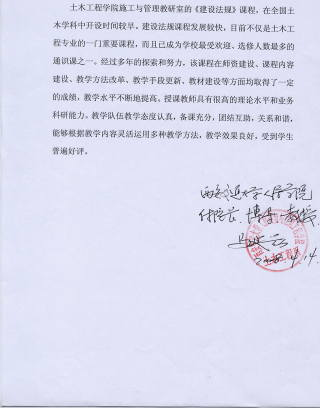 土木工程学院施工与管理教研室的《建设法规》课程，在全国土
木学科中开设时间较早。建设法规课程发展较快，目前不仅是土木工
程专业的一门重要课程，而且已成为学校最受欢迎、选修人数最多的
通识课之一。经过多年的探索和努力，该课程在师资建设、课程内容
建设、教学方法改革、教学手段更新、教材建设等方面均取得了一定
的成绩，教学水平不断地提高。授课教师具有很高的理论水平和业务
科研能力。教学队伍教学态度认真，备课充分，团结互助，关系和谐，
能够根据教学内容灵活运用多种教学方法，教学效果良好，受到学生
普遍好评。
大学人居学院
博导 教授
4.14